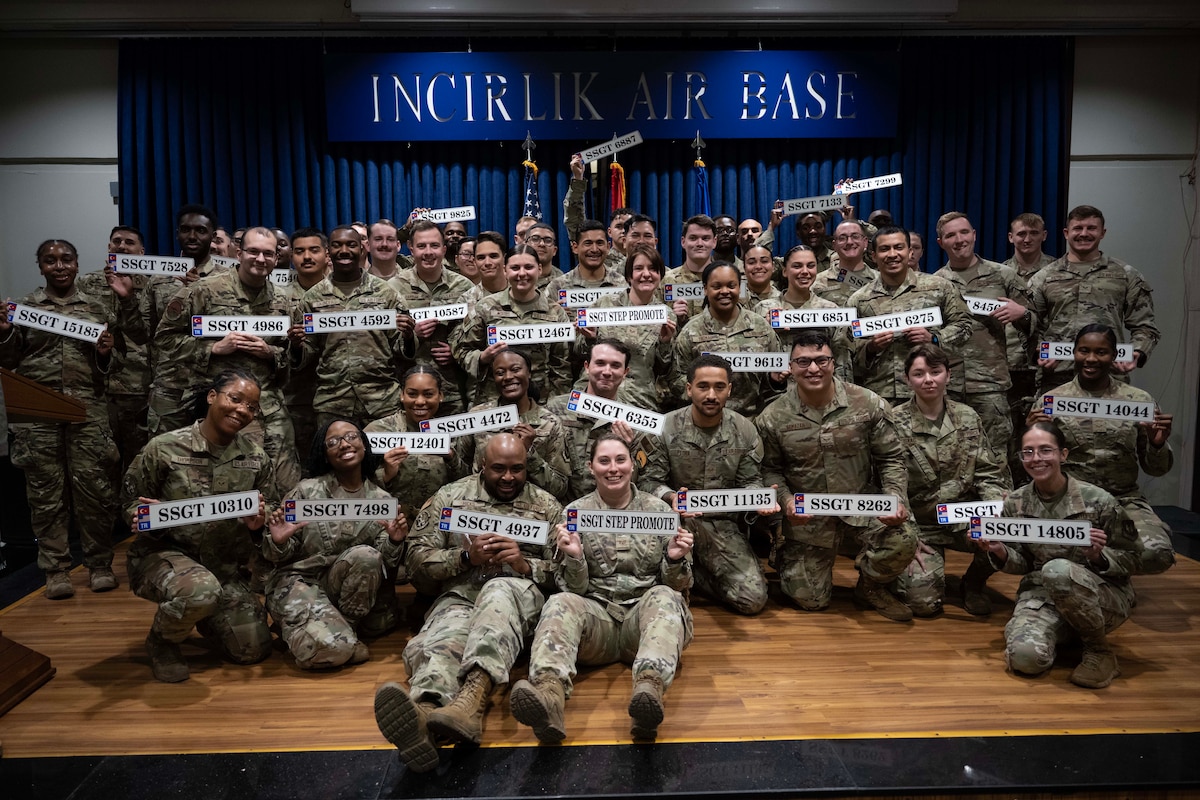 INCIRLIK AIR BASE
SSGT 6887
SSGT 7299
SSGT 7133
SSGT 9825
SSGT 7528
SSGT 15185
SSGT 4986
SSGT 4592
10587
SSGT 12467
SSGT
SSGT STEP PROMOTE
SSGT
SSGT 6851
SSGT 6275
SSGT 9613
SSGT 14044
SSGT 12401
SSGT 4472
SSGT 6355
SSGT 10310
SSGT 7498
SSGT 4937
SSGT STEP PROMOTE
SSGT 11135
SSGT 8262
SSGT
SSGT 14805